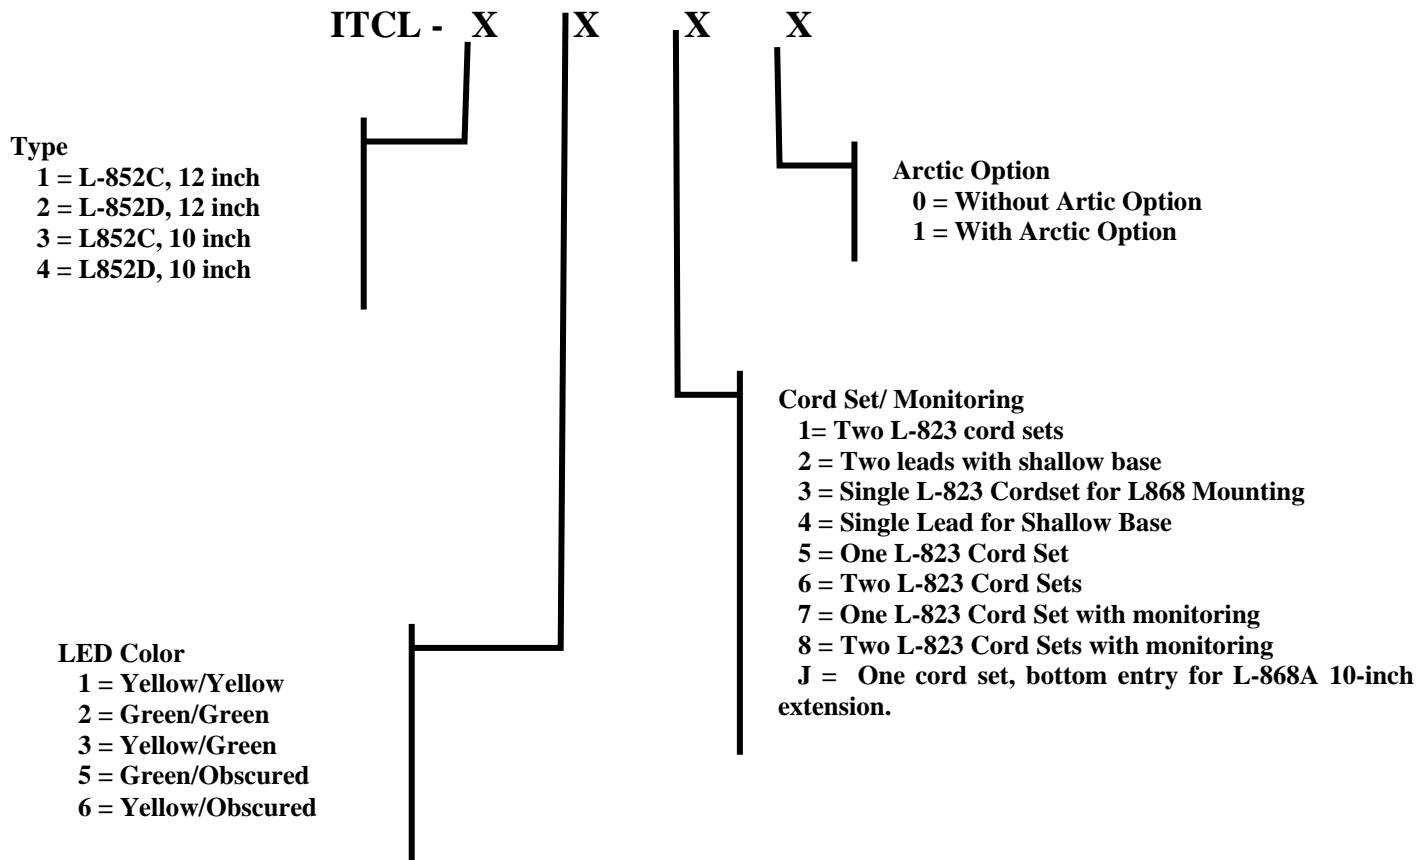 ITCL - X X X X
Type
1 = L-852C, 12 inch
2 = L-852D, 12 inch
3 = L852C, 10 inch
4 = L852D, 10 inch
Arctic Option
0 = Without Artic Option
1 = With Arctic Option
Cord Set/ Monitoring
1= Two L-823 cord sets
2 = Two leads with shallow base
3 = Single L-823 Cordset for L868 Mounting
4 = Single Lead for Shallow Base
5 = One L-823 Cord Set
6 = Two L-823 Cord Sets
7 = One L-823 Cord Set with monitoring
8 = Two L-823 Cord Sets with monitoring
J = One cord set, bottom entry for L-868A 10-inch
extension.
LED Color
1 = Yellow/Yellow
2 = Green/Green
3 = Yellow/Green
5 = Green/Obscured
6 = Yellow/Obscured